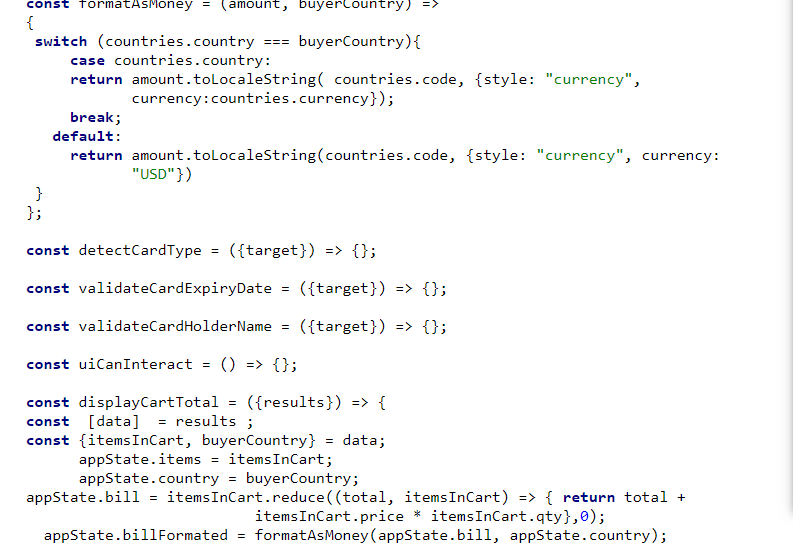 const formatAsMoney = (amount, buyerCountry) =>
{
switch (countries.country === buyerCountry){
case countries.country:
return amount.toLocaleString( countries.code, {style: "currency",
currency:countries.currency});
break;
default:
return amount.toLocaleString(countries.code, {style: "currency", currency:
"USD"})
}
};
const detectCardType = ({target}) => {};
const validateCardExpiryDate = ({target}) => {};
const validateCardHolderName = ({target}) => {};
const uiCanInteract = () => {};
const displayCartTotal = ({results}) => {
const  [data]  = results ;
const {itemsInCart, buyerCountry} = data;
appState.items = itemsInCart;
appState.country = buyerCountry;
appState.bill = itemsInCart.reduce((total, itemsInCart) => { return total +
itemsInCart.price * itemsInCart.qty},0);
appState.billFormated = formatAsMoney(appState.bill, appState.country);